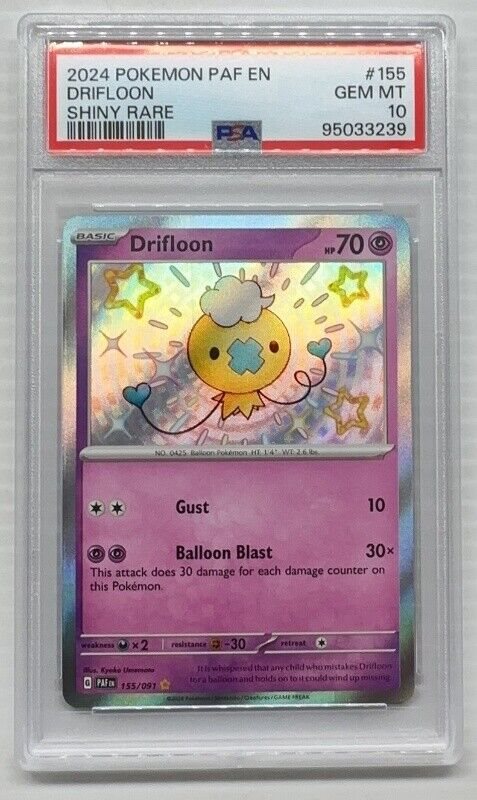 2024 POKEMON PAF EN #155
DRIFLOON GEM MT
SHINY RARE 10
PSA 95033239
BASIC Drifloon HP 70
NO. 0425 Balloon Pokémon HT: 1'4" WT: 2.6 lbs.
Gust 10
Balloon Blast 30×
This attack does 30 damage for each damage counter on
this Pokémon.
weakness ×2 resistance -30 retreat
Illus. Kyoko Umemoto
It is whispered that any child who mistakes Drifloon
for a balloon and holds on to it could wind up missing.
G PAF EN 155/091
©2024 Pokémon / Nintendo / Creatures / GAME FREAK